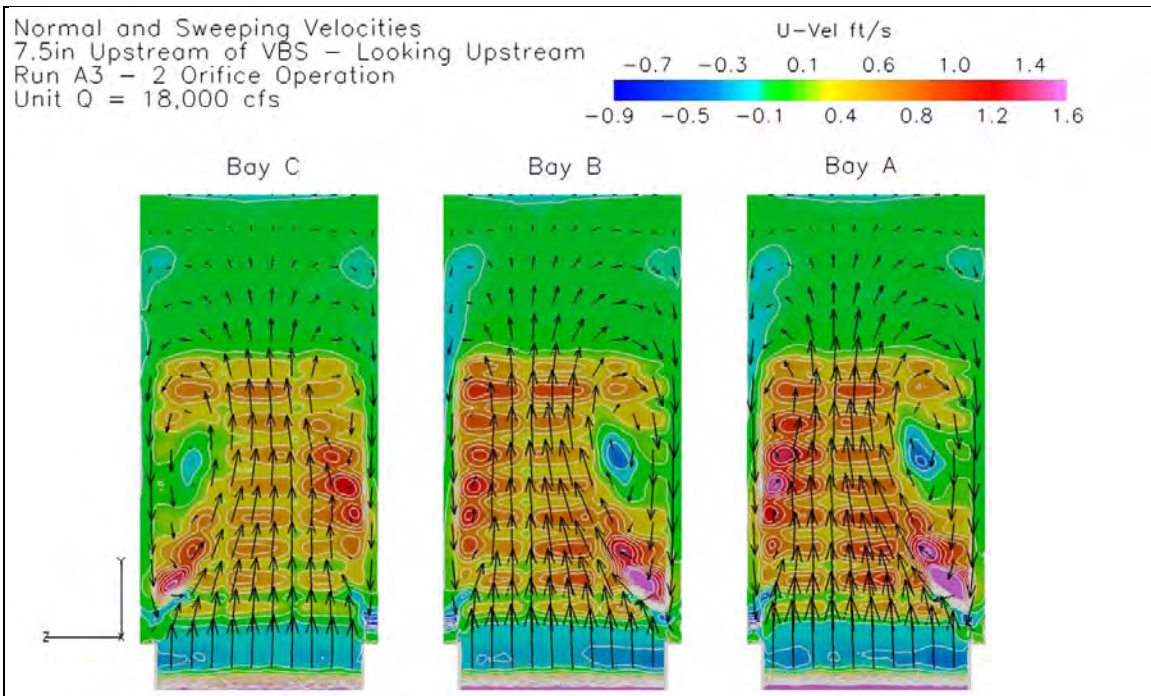 Normal and Sweeping Velocities
7.5in Upstream of VBS – Looking Upstream
Run A3 – 2 Orifice Operation
Unit Q = 18,000 cfs
U-Vel ft/s
-0.7 -0.3 0.1 0.6 1.0 1.4
-0.9 -0.5 -0.1 0.4 0.8 1.2 1.6
Bay C Bay B Bay A
Y
Z X